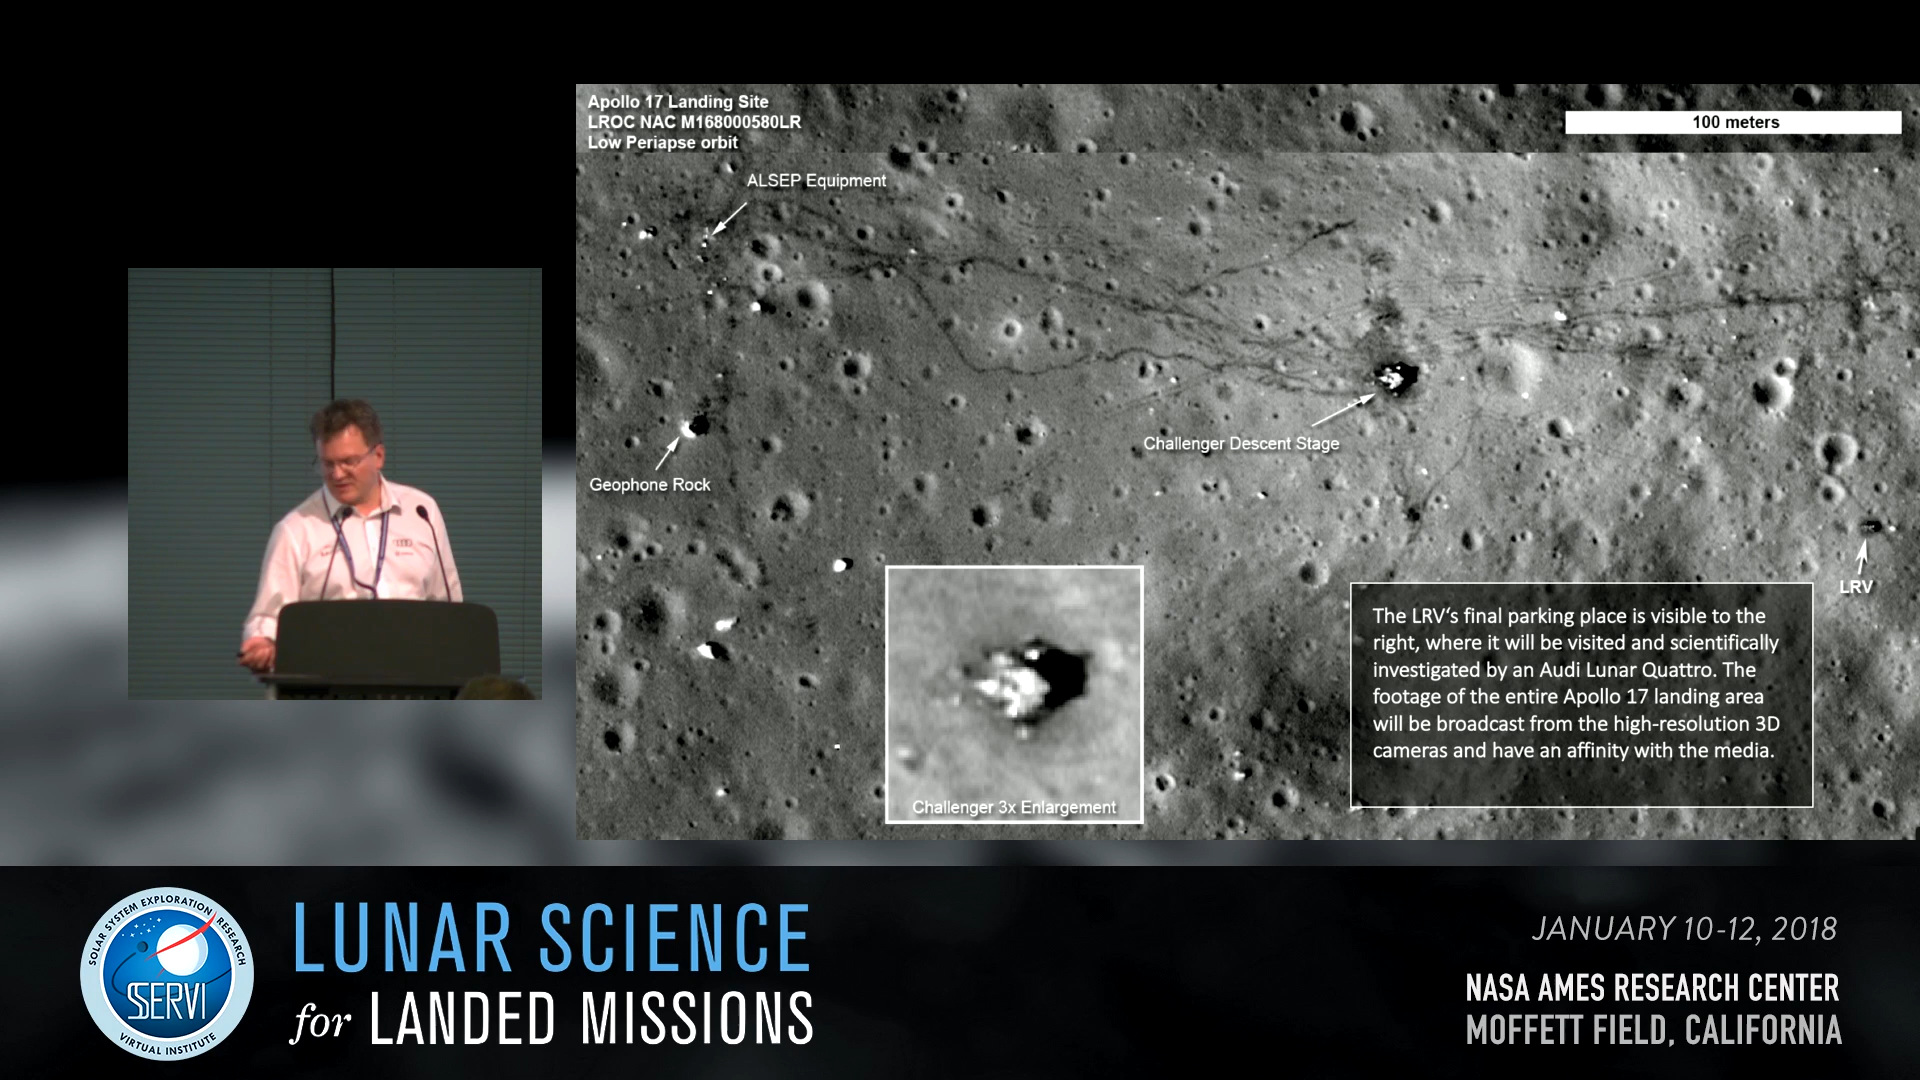 Apollo 17 Landing Site
LROC NAC M168000580LR
Low Periapse orbit
100 meters
ALSEP Equipment
Challenger Descent Stage
Geophone Rock
LRV
The LRV's final parking place is visible to the
right, where it will be visited and scientifically
investigated by an Audi Lunar Quattro. The
footage of the entire Apollo 17 landing area
will be broadcast from the high-resolution 3D
cameras and have an affinity with the media.
Challenger 3x Enlargement
SOLAR SYSTEM EXPLORATION RESEARCH
SSERVI
VIRTUAL INSTITUTE
LUNAR SCIENCE
for LANDED MISSIONS
JANUARY 10-12, 2018
NASA AMES RESEARCH CENTER
MOFFETT FIELD, CALIFORNIA